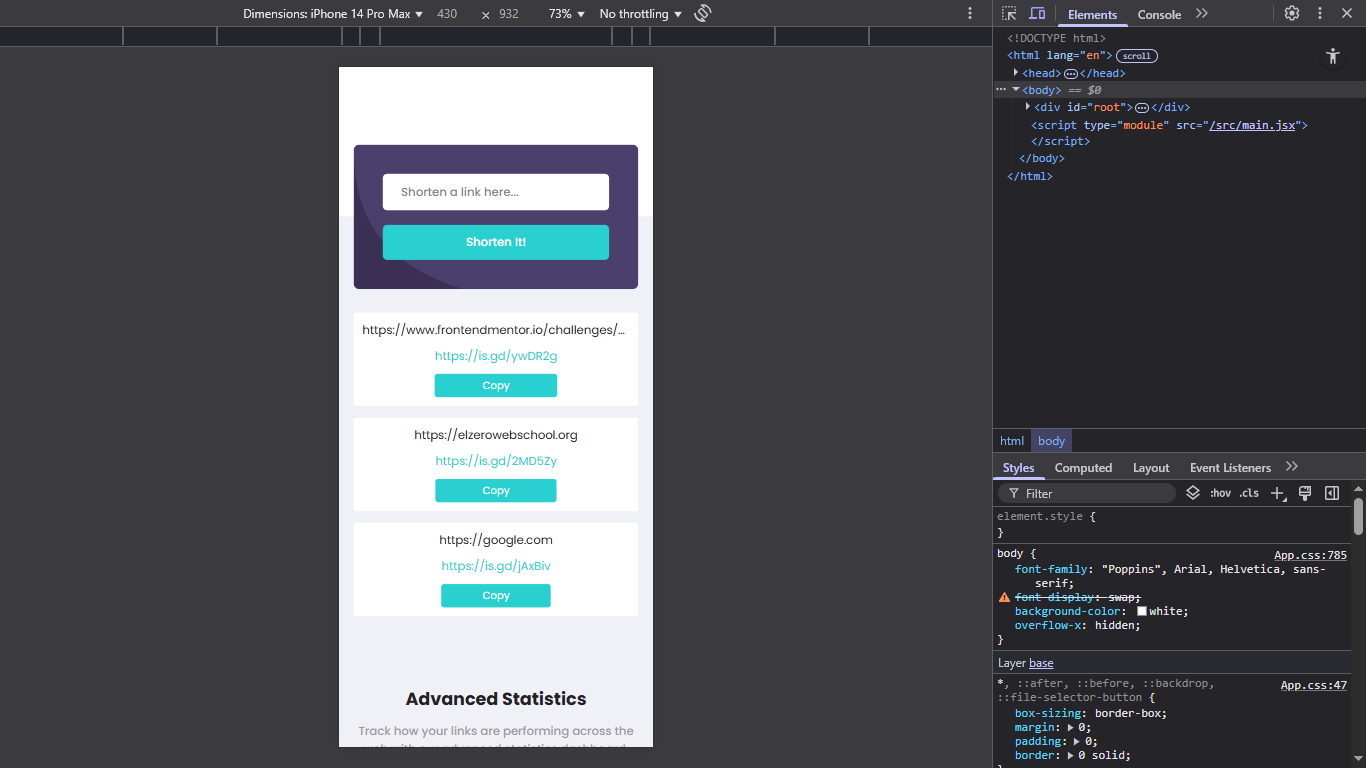 Dimensions: iPhone 14 Pro Max 430 × 932 73% No throttling
Elements Console
<!DOCTYPE html>
<html lang="en"> scroll
<head> ⋯ </head>
⋯ <body> == $0
<div id="root"> ⋯ </div>
<script type="module" src="/src/main.jsx">
</script>
</body>
</html>
Shorten a link here...
Shorten It!
https://www.frontendmentor.io/challenges/...
https://is.gd/ywDR2g
Copy
https://elzerowebschool.org
https://is.gd/2MD5Zy
Copy
https://google.com
https://is.gd/jAxBiv
Copy
Advanced Statistics
Track how your links are performing across the
web with our advanced statistics dashboard.
html body
Styles Computed Layout Event Listeners
Filter :hov .cls
element.style {
}
body { App.css:785
font-family: "Poppins", Arial, Helvetica, sans-
serif;
font-display: swap;
background-color: white;
overflow-x: hidden;
}
Layer base
*, ::after, ::before, ::backdrop, App.css:47
::file-selector-button {
box-sizing: border-box;
margin: 0;
padding: 0;
border: 0 solid;
}